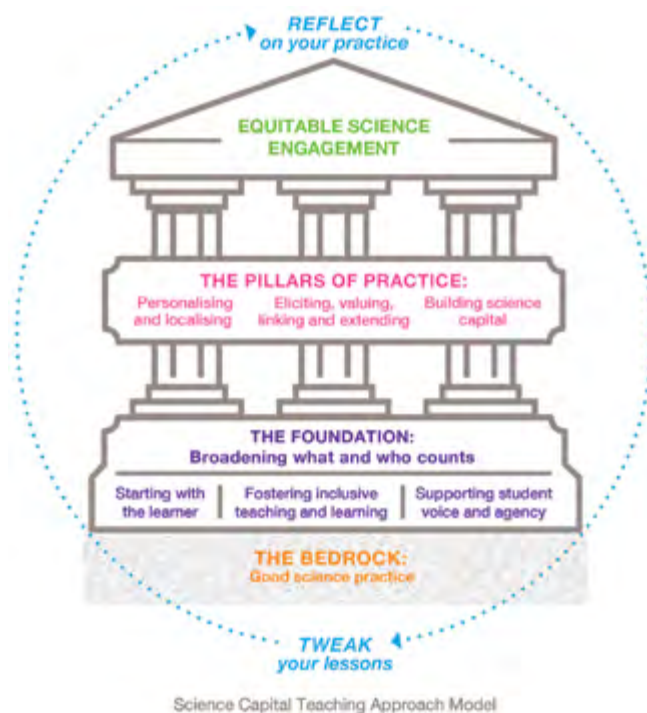 REFLECT
on your practice
EQUITABLE SCIENCE
ENGAGEMENT
THE PILLARS OF PRACTICE:
Personalising
and localising
Eliciting, valuing,
linking and extending
Building science
capital
THE FOUNDATION:
Broadening what and who counts
Starting with
the learner
Fostering inclusive
teaching and learning
Supporting student
voice and agency
THE BEDROCK:
Good science practice
TWEAK
your lessons
Science Capital Teaching Approach Model